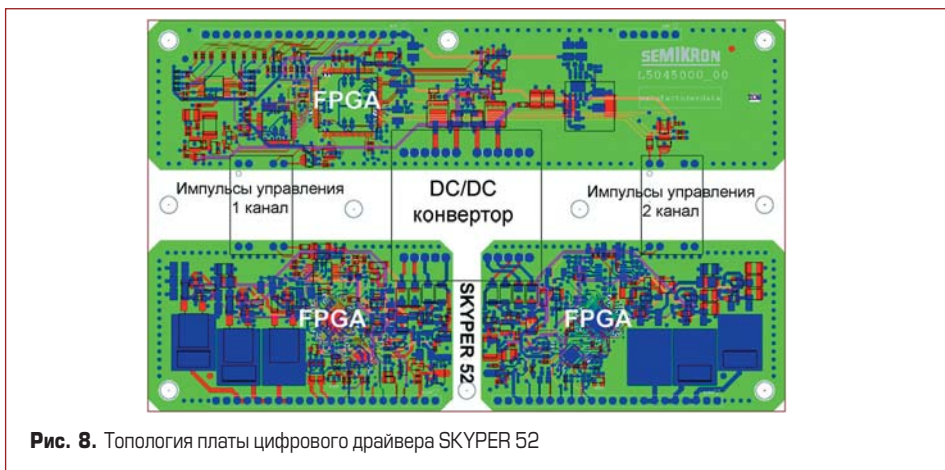 SEMIKRON
L5045000_00
FPGA
Импульсы управления
1 канал
DC/DC
конвертор
Импульсы управления
2 канал
FPGA
SKYPER 52
FPGA
Рис. 8. Топология платы цифрового драйвера SKYPER 52